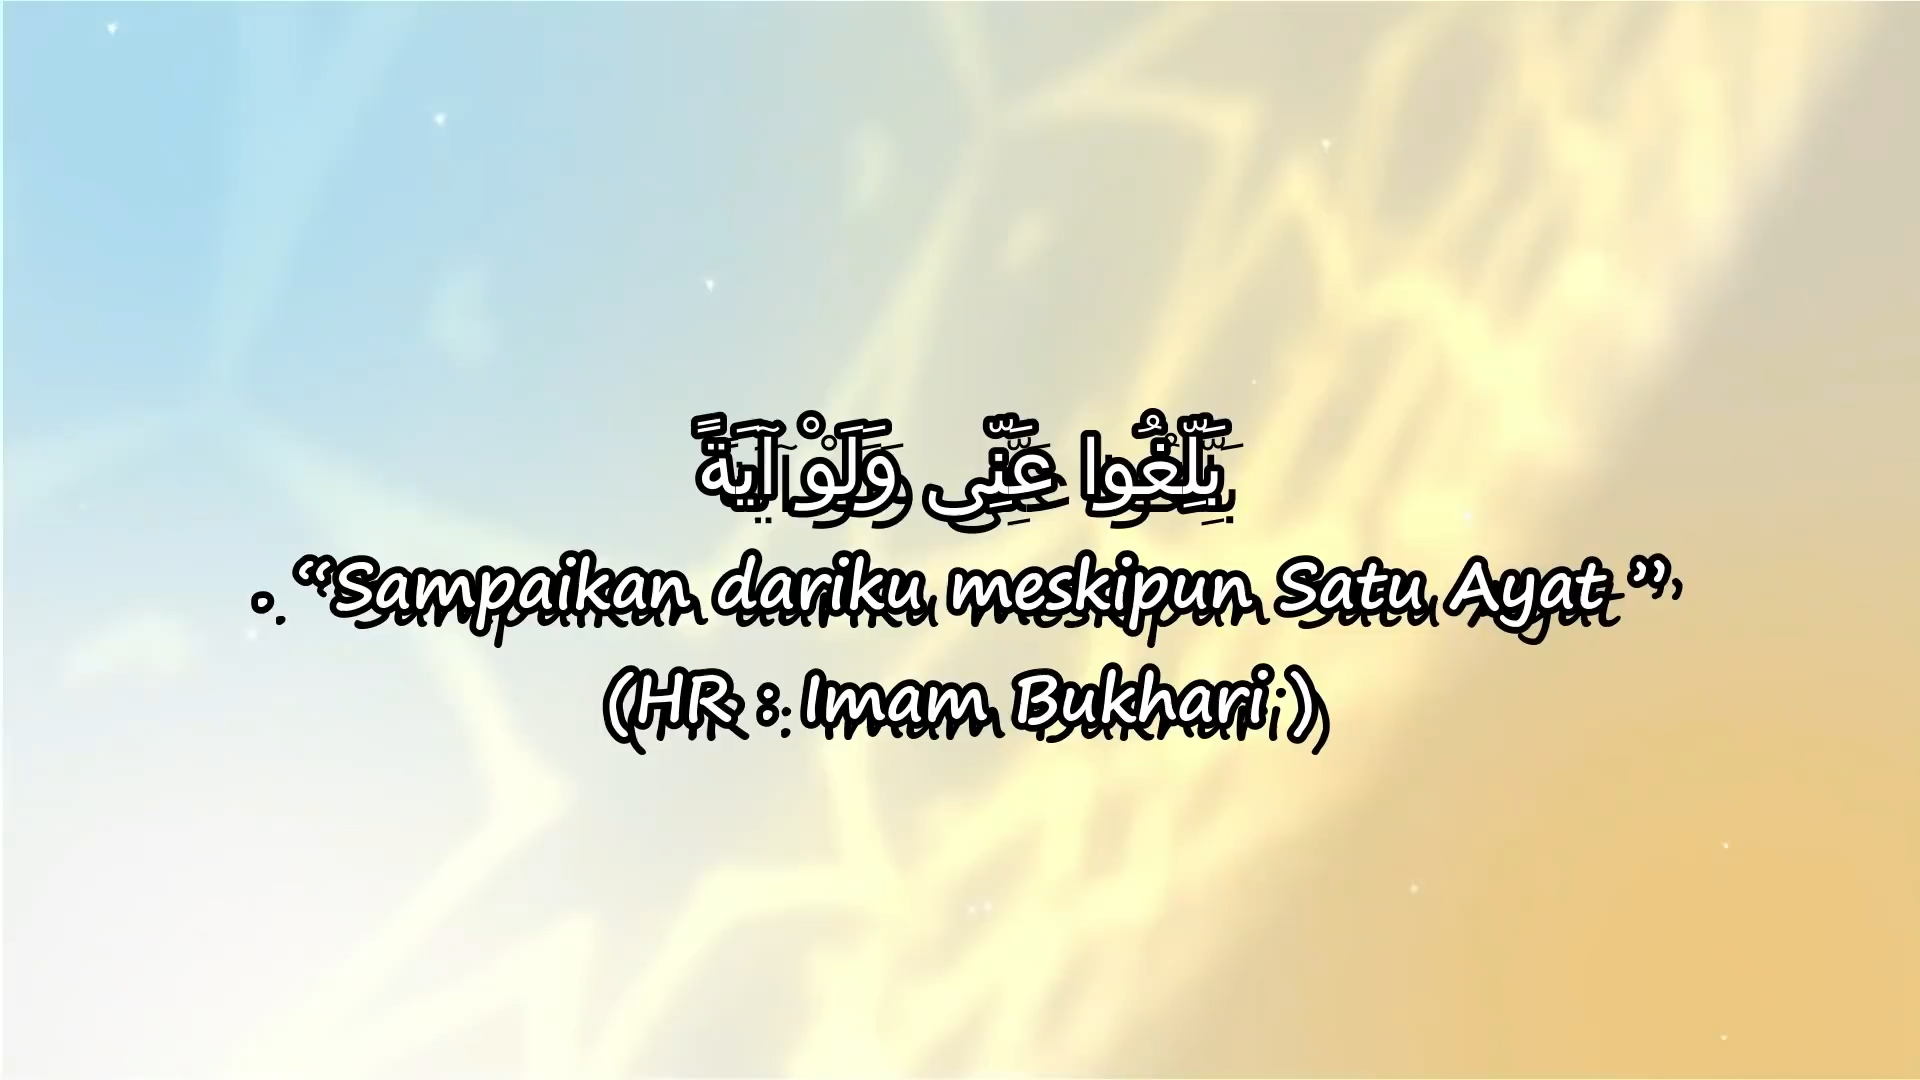 بَلِّغُوا عَنِّى وَلَوْ آيَةً
. “Sampaikan dariku meskipun Satu Ayat ”
(HR : Imam Bukhari )